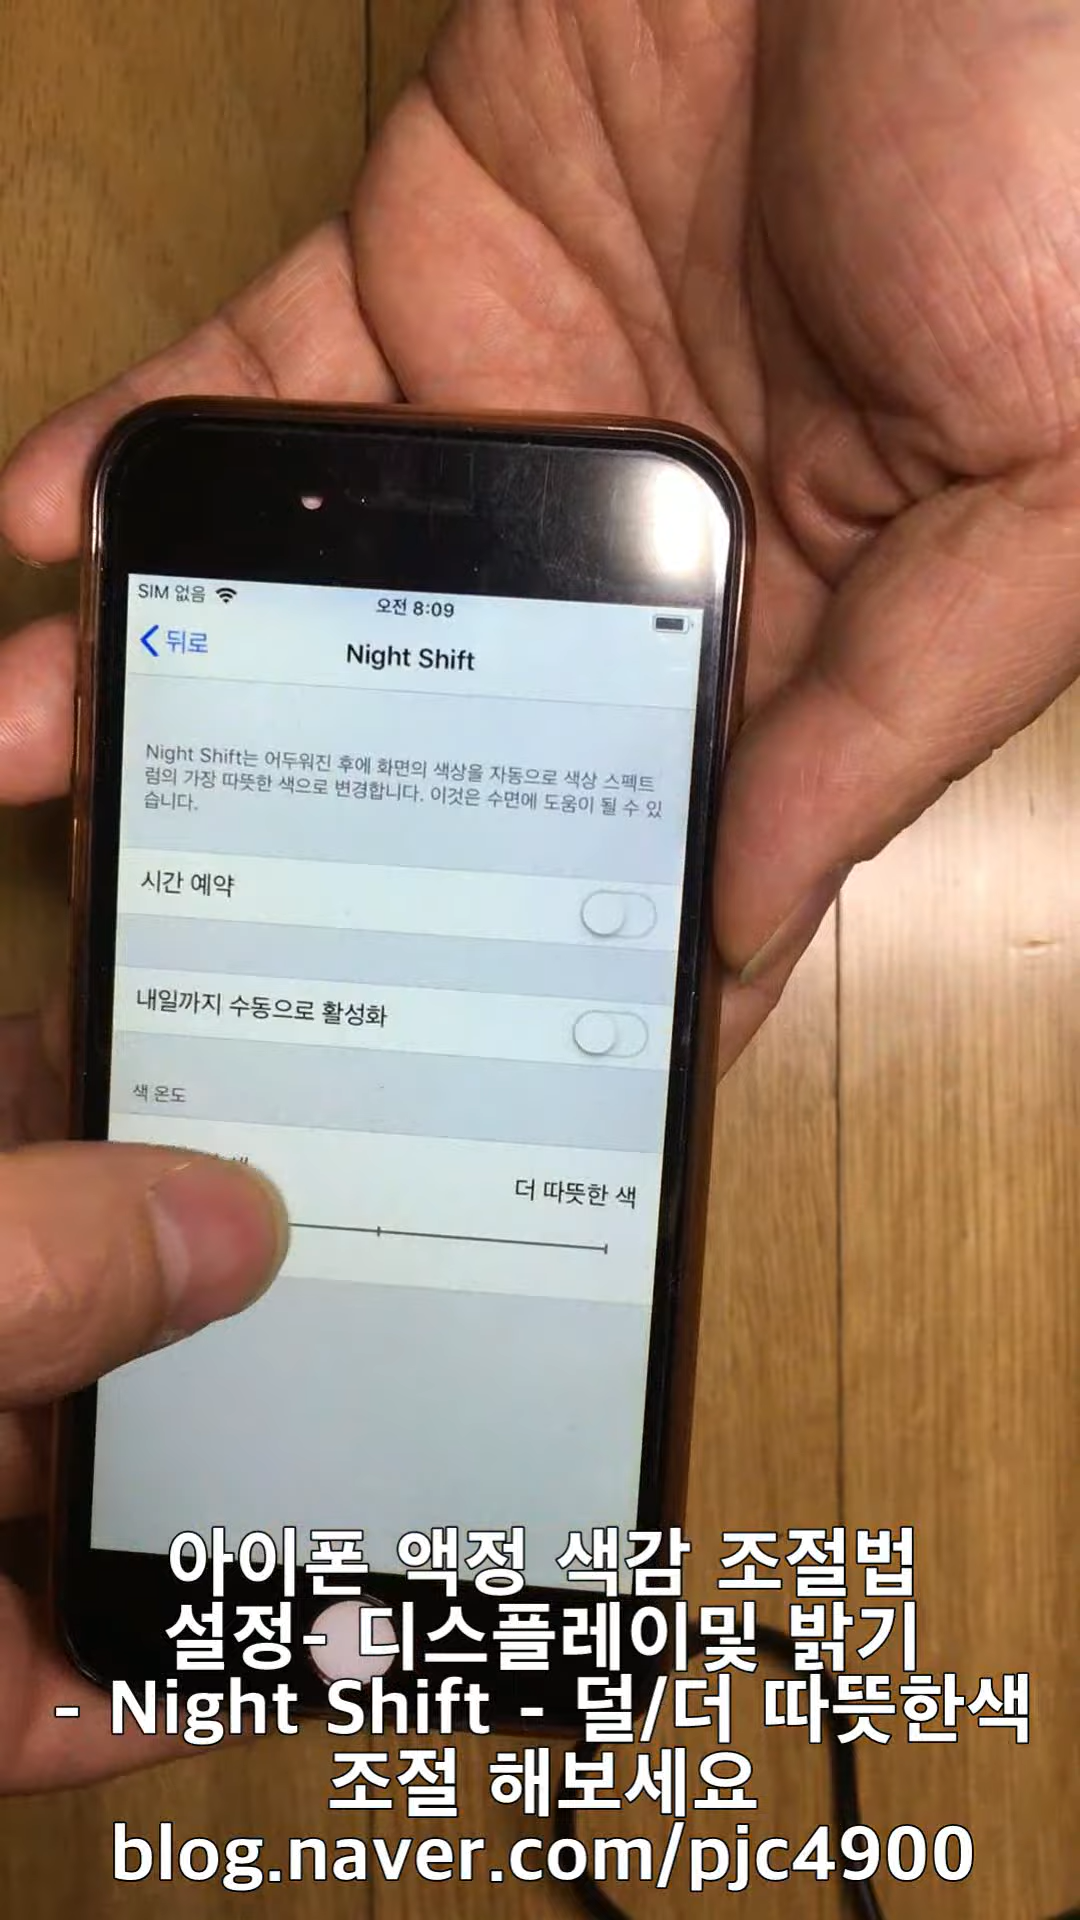 SIM 없음
오전 8:09
뒤로
Night Shift
Night Shift는 어두워진 후에 화면의 색상을 자동으로 색상 스펙트
럼의 가장 따뜻한 색으로 변경합니다. 이것은 수면에 도움이 될 수 있
습니다.
시간 예약
내일까지 수동으로 활성화
색 온도
더 따뜻한 색
아이폰 액정 색감 조절법
설정- 디스플레이및 밝기
- Night Shift - 덜/더 따뜻한색
조절 해보세요
blog.naver.com/pjc4900